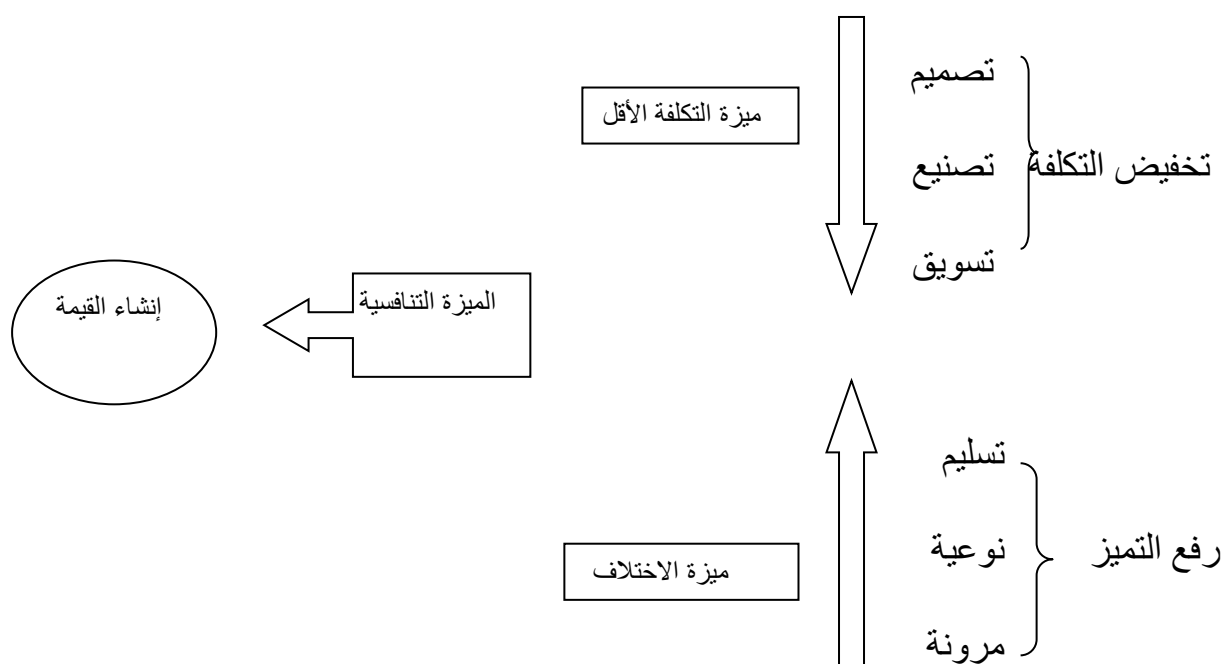 تصميم
ميزة التكلفة الأقل
تخفيض التكلفة
تصنيع
تسويق
الميزة التنافسية
إنشاء القيمة
تسليم
رفع التميز
نوعية
ميزة الاختلاف
مرونة